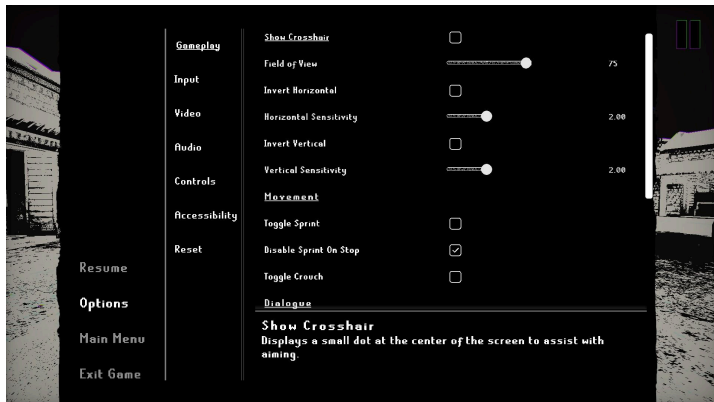 Gameplay
Input
Video
Audio
Controls
Accessibility
Reset
Resume
Options
Main Menu
Exit Game
Show Crosshair
Field of View 75
Invert Horizontal
Horizontal Sensitivity 2.00
Invert Vertical
Vertical Sensitivity 2.00
Movement
Toggle Sprint
Disable Sprint On Stop
Toggle Crouch
Dialogue
Show Crosshair
Displays a small dot at the center of the screen to assist with
aiming.